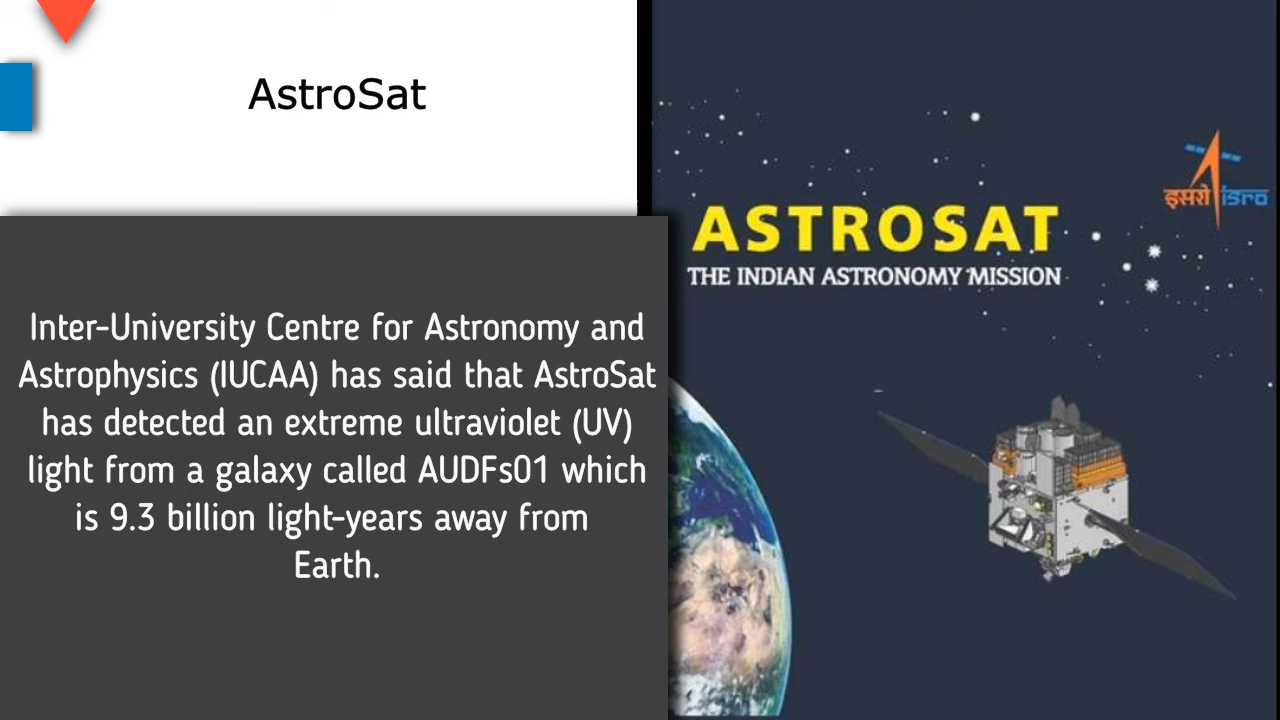 AstroSat
Inter-University Centre for Astronomy and
Astrophysics (IUCAA) has said that AstroSat
has detected an extreme ultraviolet (UV)
light from a galaxy called AUDFs01 which
is 9.3 billion light-years away from
Earth.
ASTROSAT
THE INDIAN ASTRONOMY MISSION
इसरो isro